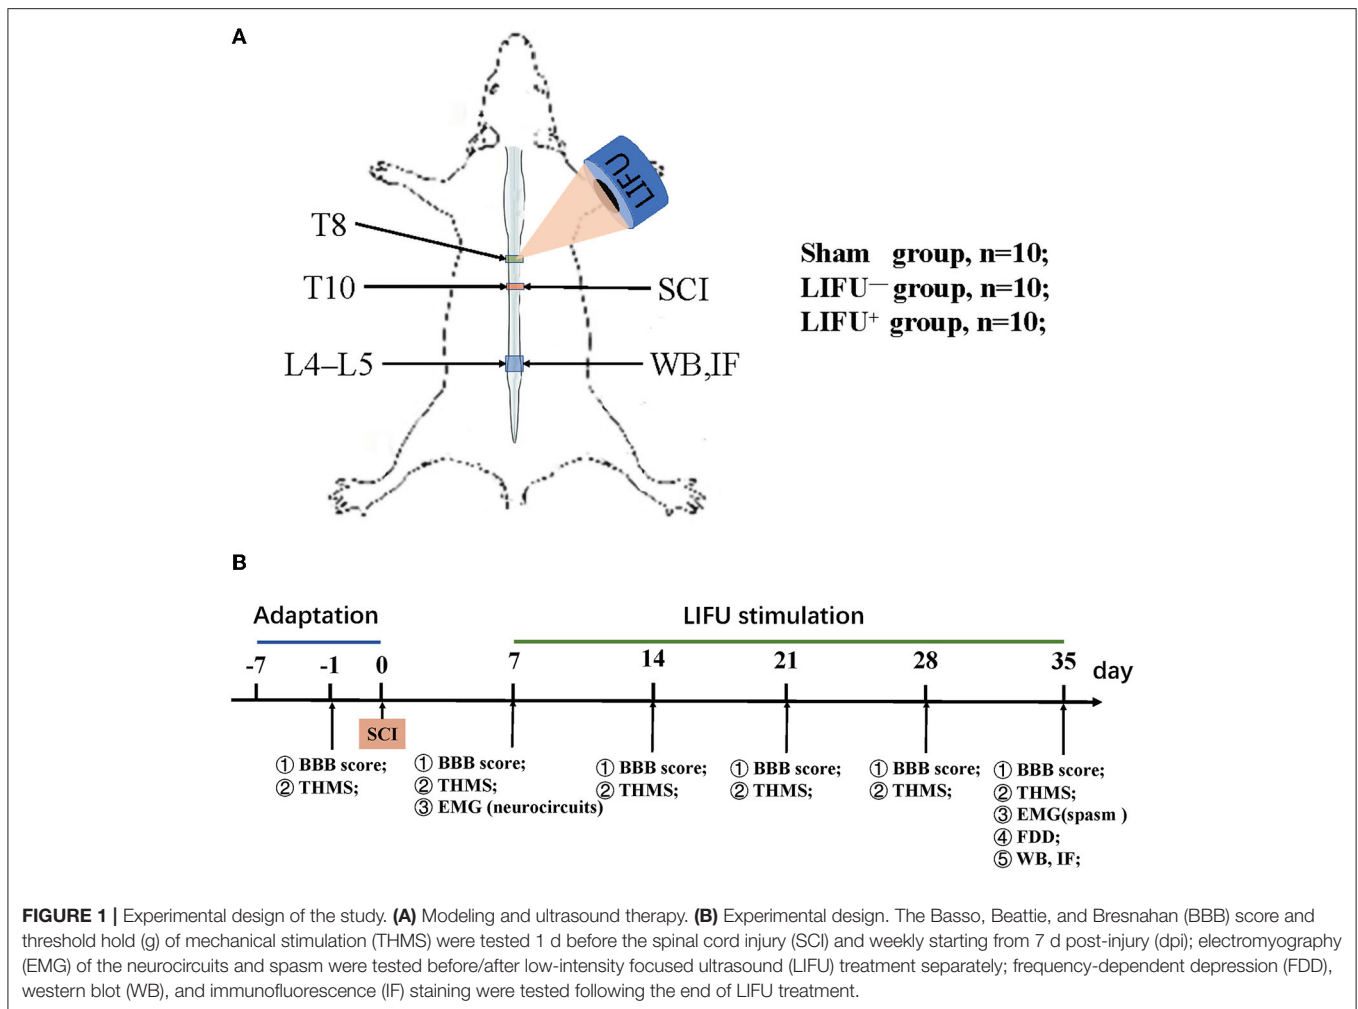 A
LIFU
T8
T10
SCI
L4–L5
WB,IF
Sham group, n=10;
LIFU— group, n=10;
LIFU+ group, n=10;
B
Adaptation
LIFU stimulation
-7 -1 0 7 14 21 28 35 day
SCI
① BBB score;
② THMS;
① BBB score;
② THMS;
③ EMG (neurocircuits)
① BBB score;
② THMS;
① BBB score;
② THMS;
① BBB score;
② THMS;
① BBB score;
② THMS;
③ EMG(spasm )
④ FDD;
⑤ WB, IF;
FIGURE 1 | Experimental design of the study. (A) Modeling and ultrasound therapy. (B) Experimental design. The Basso, Beattie, and Bresnahan (BBB) score and
threshold hold (g) of mechanical stimulation (THMS) were tested 1 d before the spinal cord injury (SCI) and weekly starting from 7 d post-injury (dpi); electromyography
(EMG) of the neurocircuits and spasm were tested before/after low-intensity focused ultrasound (LIFU) treatment separately; frequency-dependent depression (FDD),
western blot (WB), and immunofluorescence (IF) staining were tested following the end of LIFU treatment.